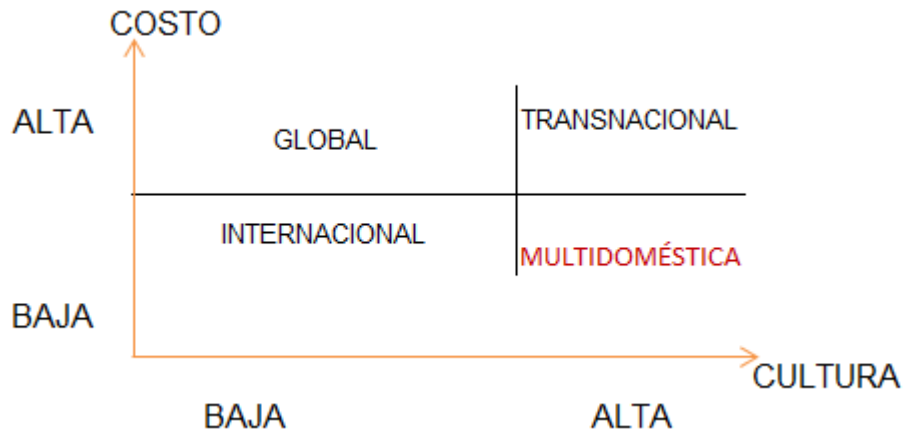 COSTO
ALTA
GLOBAL
TRANSNACIONAL
INTERNACIONAL
MULTIDOMÉSTICA
BAJA
CULTURA
BAJA
ALTA